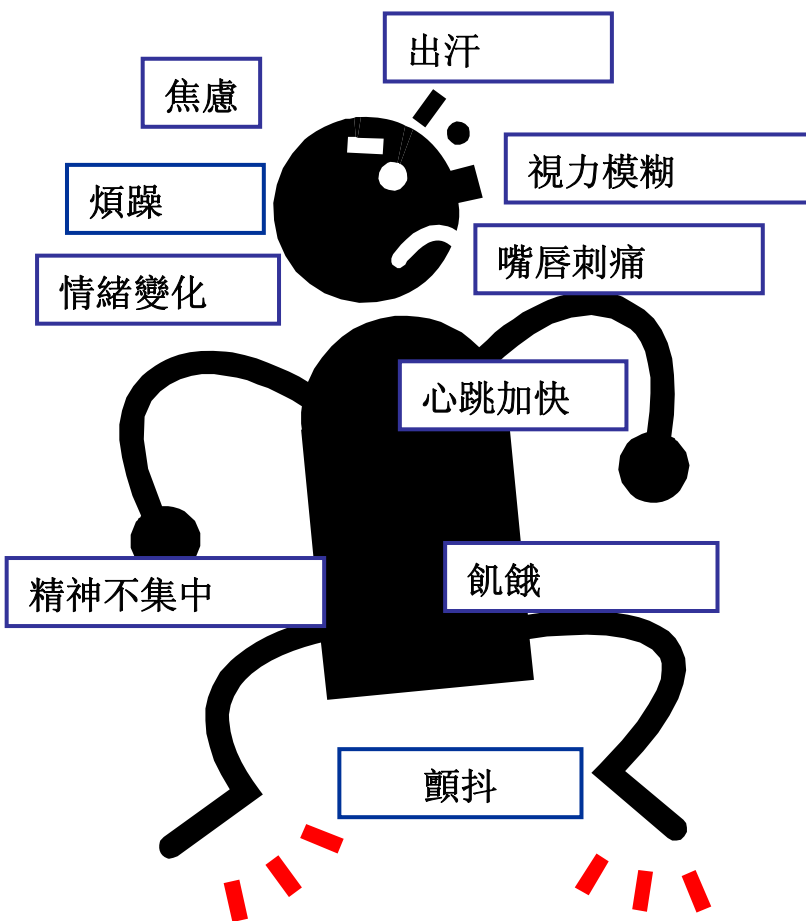 出汗
焦慮
視力模糊
煩躁
嘴唇刺痛
情緒變化
心跳加快
飢餓
精神不集中
顫抖